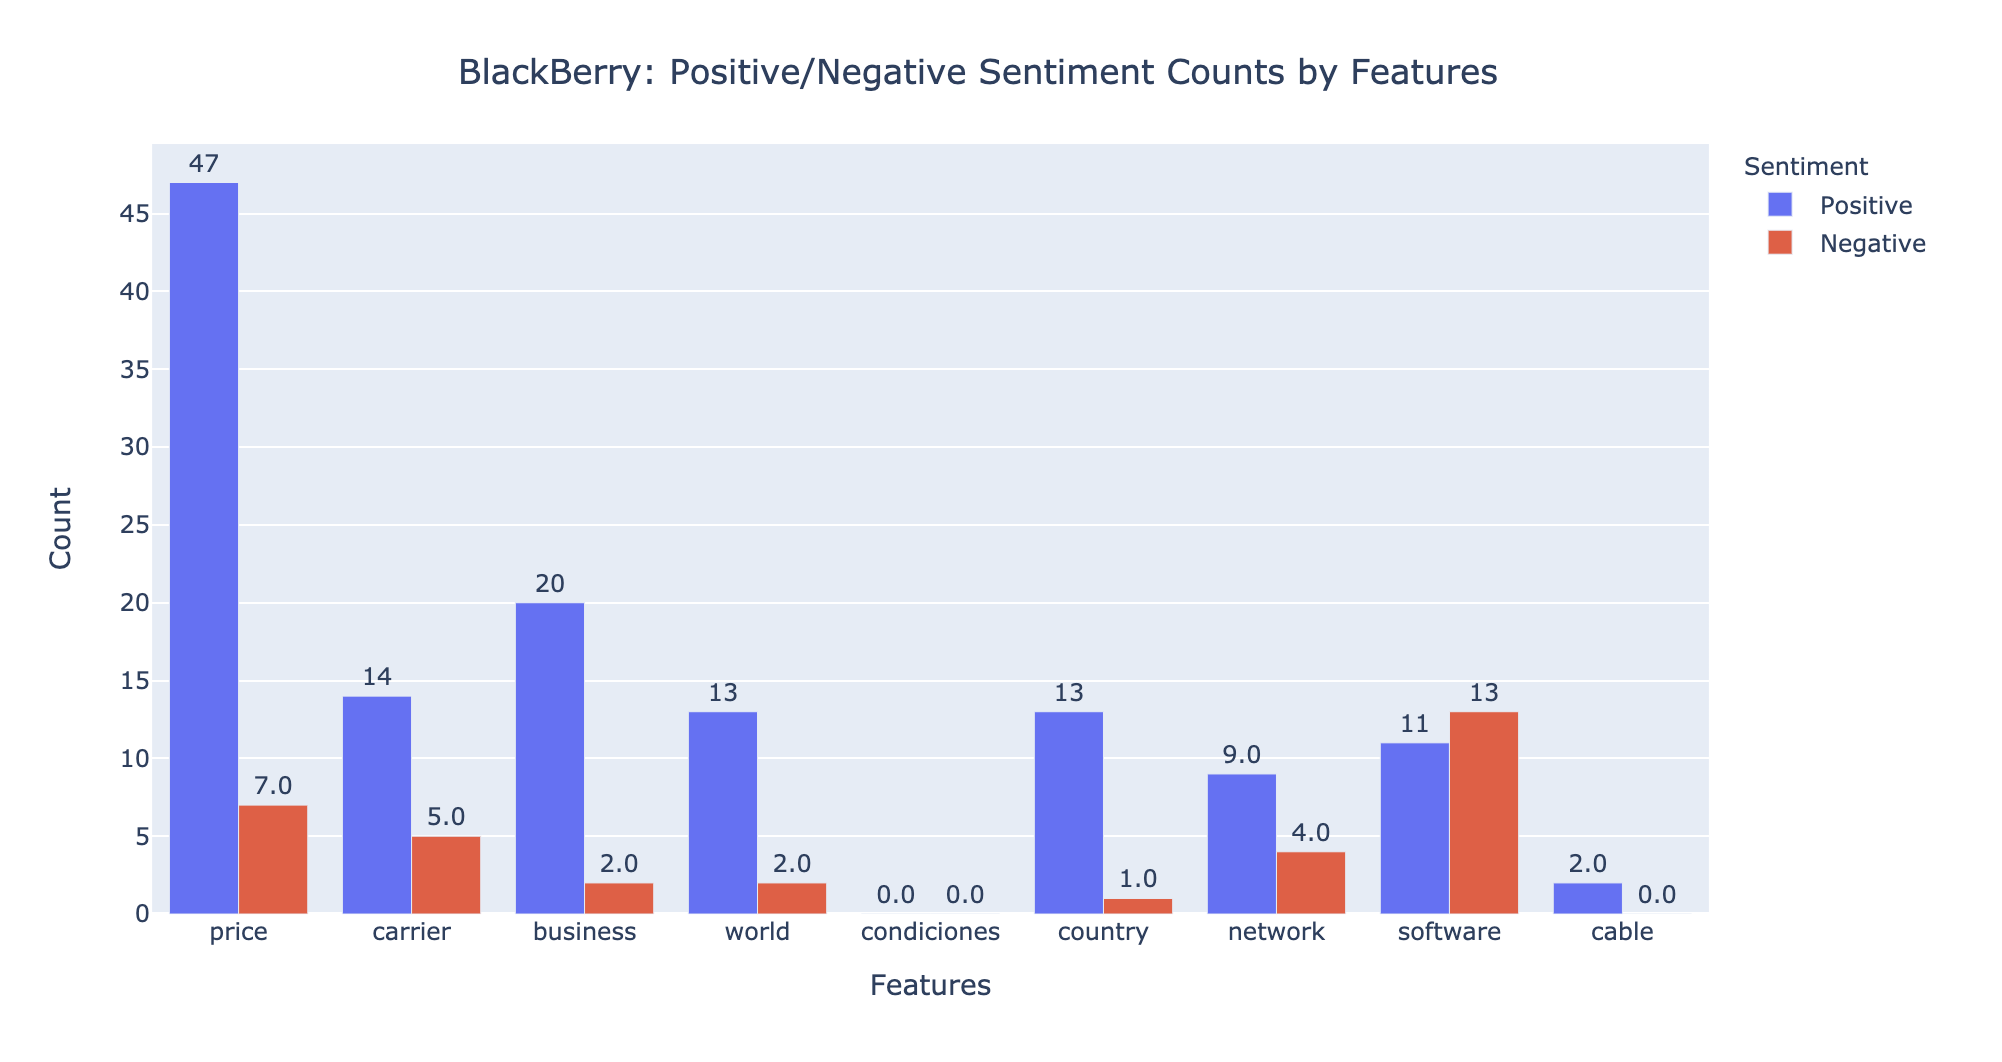 BlackBerry: Positive/Negative Sentiment Counts by Features
Sentiment
Positive
Negative
Count
45
40
35
30
25
20
15
10
5
0
47
7.0
14
5.0
20
2.0
13
2.0
0.0
0.0
13
1.0
9.0
4.0
11
13
2.0
0.0
price
carrier
business
world
condiciones
country
network
software
cable
Features